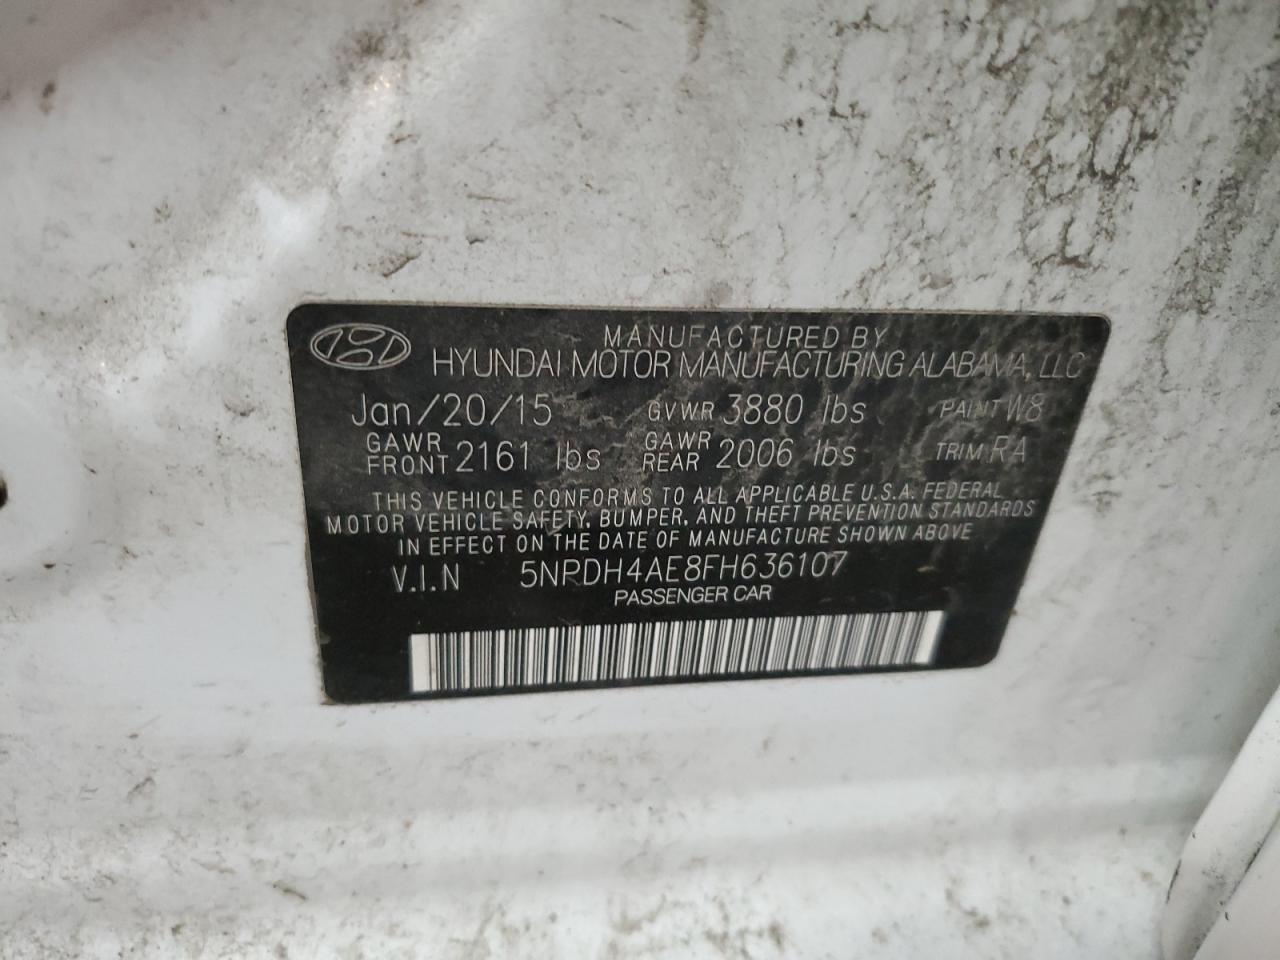 MANUFACTURED BY
HYUNDAI MOTOR MANUFACTURING ALABAMA, LLC
Jan/20/15 GVWR 3880 lbs PAINT W8
GAWR FRONT 2161 lbs GAWR REAR 2006 lbs TRIM RA
THIS VEHICLE CONFORMS TO ALL APPLICABLE U.S.A. FEDERAL
MOTOR VEHICLE SAFETY, BUMPER, AND THEFT PREVENTION STANDARDS
IN EFFECT ON THE DATE OF MANUFACTURE SHOWN ABOVE
V.I.N 5NPDH4AE8FH636107
PASSENGER CAR